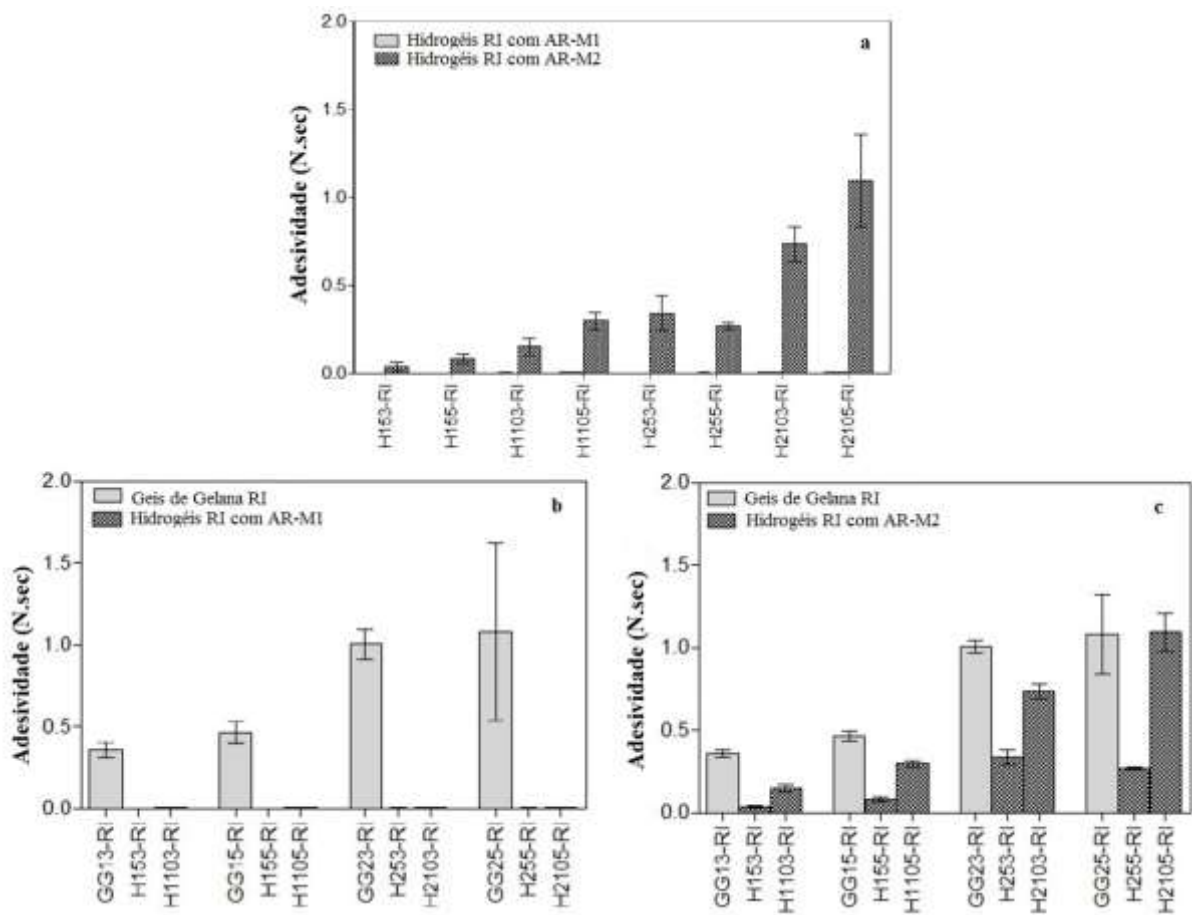 2.0
1.5
1.0
0.5
0.0
Adesividade (N.sec)
Hidrogéis RI com AR-M1
Hidrogéis RI com AR-M2
a
H153-RI
H155-RI
H1103-RI
H1105-RI
H253-RI
H255-RI
H2103-RI
H2105-RI
2.0
1.5
1.0
0.5
0.0
Adesividade (N.sec)
Geis de Gelana RI
Hidrogéis RI com AR-M1
b
GG13-RI
H153-RI
H1103-RI
GG15-RI
H155-RI
H1105-RI
GG23-RI
H253-RI
H2103-RI
GG25-RI
H255-RI
H2105-RI
2.0
1.5
1.0
0.5
0.0
Adesividade (N.sec)
Geis de Gelana RI
Hidrogéis RI com AR-M2
c
GG13-RI
H153-RI
H1103-RI
GG15-RI
H155-RI
H1105-RI
GG23-RI
H253-RI
H2103-RI
GG25-RI
H255-RI
H2105-RI